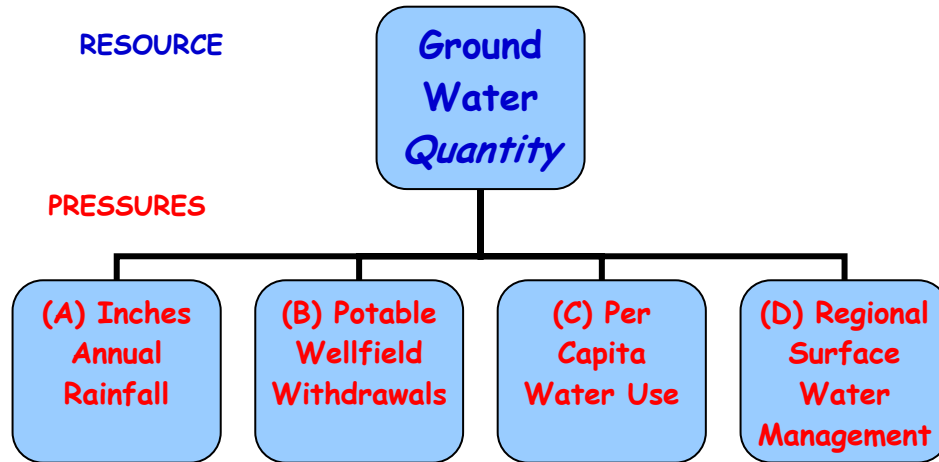 RESOURCE
Ground
Water
Quantity
PRESSURES
(A) Inches
Annual
Rainfall
(B) Potable
Wellfield
Withdrawals
(C) Per
Capita
Water Use
(D) Regional
Surface
Water
Management